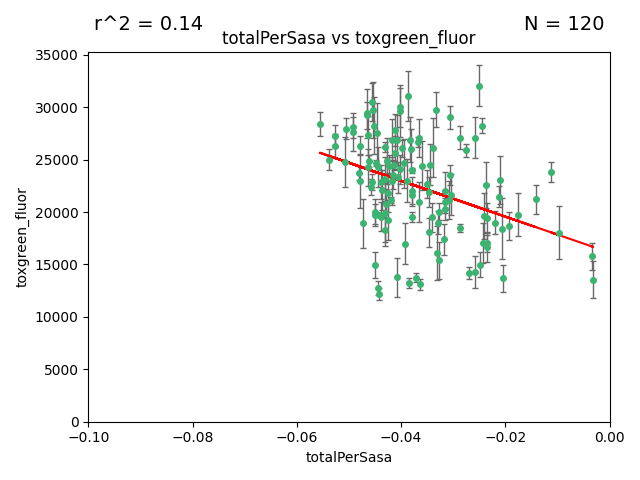 r^2 = 0.14 N = 120
totalPerSasa vs toxgreen_fluor
35000
30000
25000
20000
15000
10000
5000
0
toxgreen_fluor
−0.10 −0.08 −0.06 −0.04 −0.02 0.00
totalPerSasa